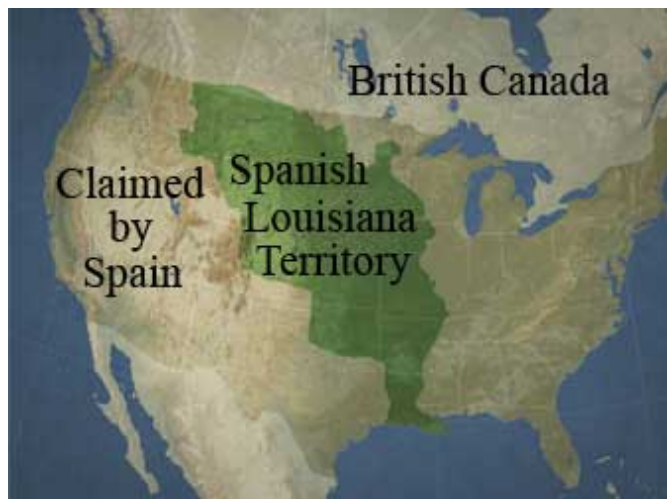 British Canada
Claimed
by
Spain
Spanish
Louisiana
Territory